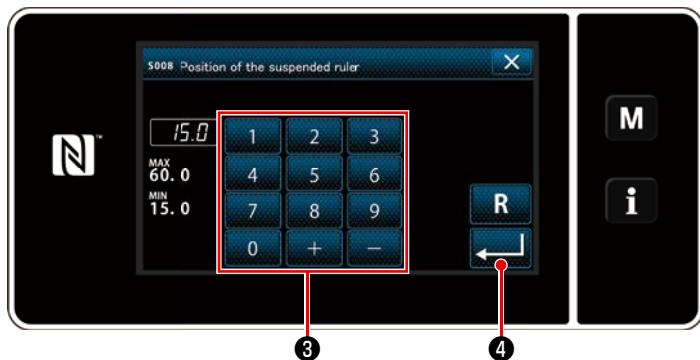 S008 Position of the suspended ruler
15.0
MAX
60.0
MIN
15.0
1 2 3
4 5 6
7 8 9
0 + −
R
M
i
N
™
❸
❹